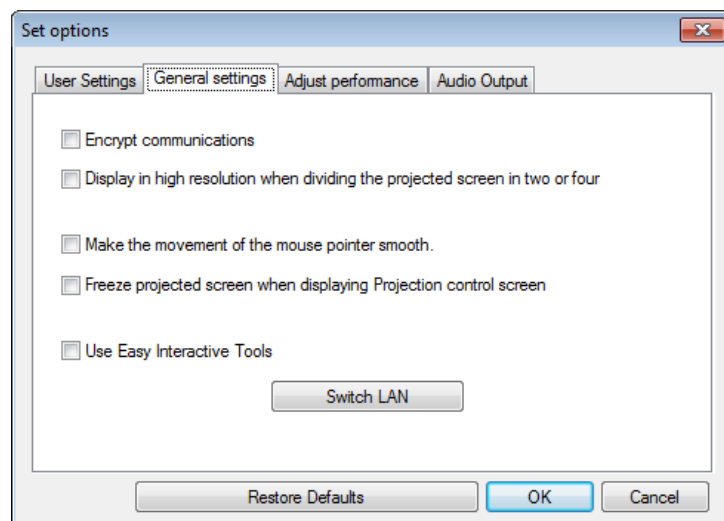 Set options
User Settings General settings Adjust performance Audio Output
Encrypt communications
Display in high resolution when dividing the projected screen in two or four
Make the movement of the mouse pointer smooth.
Freeze projected screen when displaying Projection control screen
Use Easy Interactive Tools
Switch LAN
Restore Defaults OK Cancel